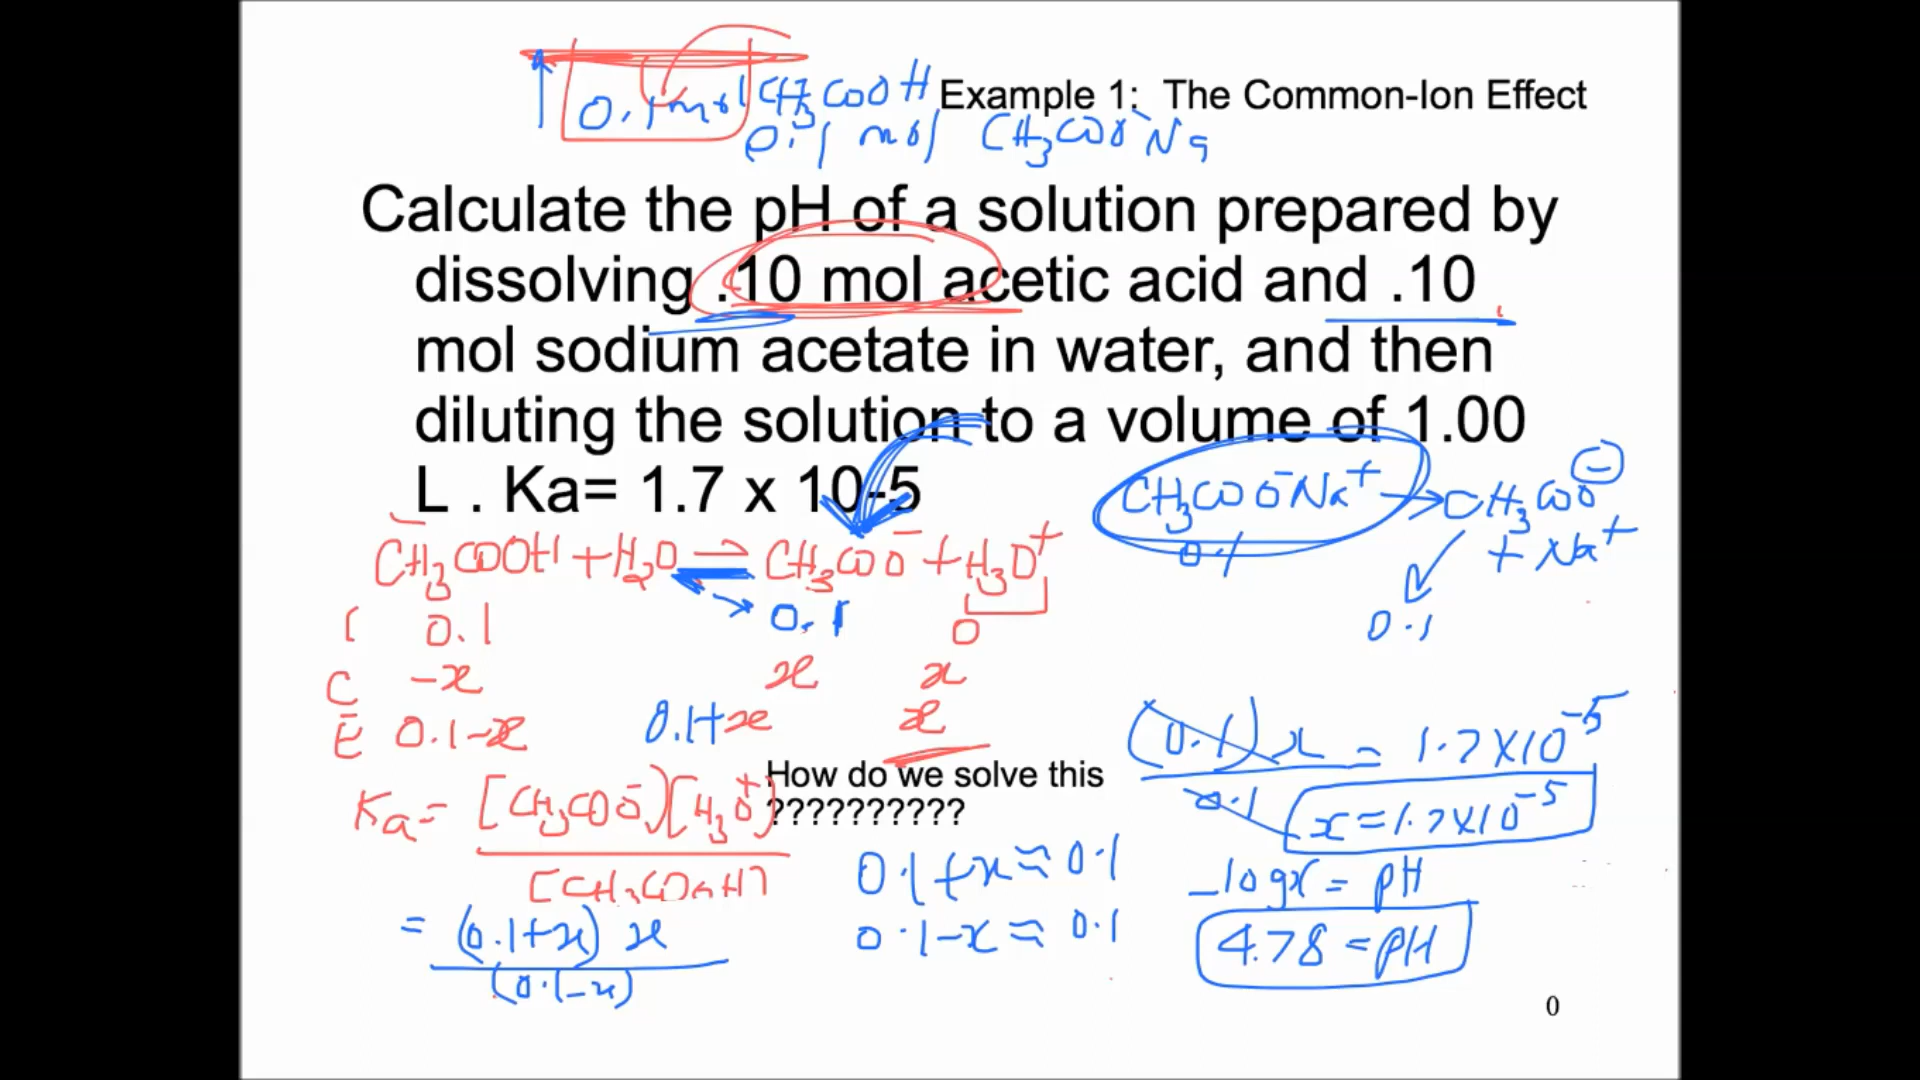 0.1 mol CH3COOH
Example 1: The Common-Ion Effect
0.1 mol CH3COO⁻Na
Calculate the pH of a solution prepared by
dissolving .10 mol acetic acid and .10
mol sodium acetate in water, and then
diluting the solution to a volume of 1.00
L . Ka= 1.7 x 10-5
CH3COO⁻Na⁺ → CH3COO⁻
+ Na⁺
0.1
0.1
CH3COOH + H2O ⇌ CH3COO⁻ + H3O⁺
I 0.1 0.1 0
C -x x x
E 0.1-x 0.1+x x
How do we solve this
??????????
Ka = [CH3COO⁻][H3O⁺]
[CH3COOH]
= (0.1+x) x
(0.1-x)
0.1+x ≈ 0.1
0.1-x ≈ 0.1
(0.1) x = 1.7 X10⁻⁵
0.1
x = 1.7 X10⁻⁵
-log x = pH
4.78 = pH
0